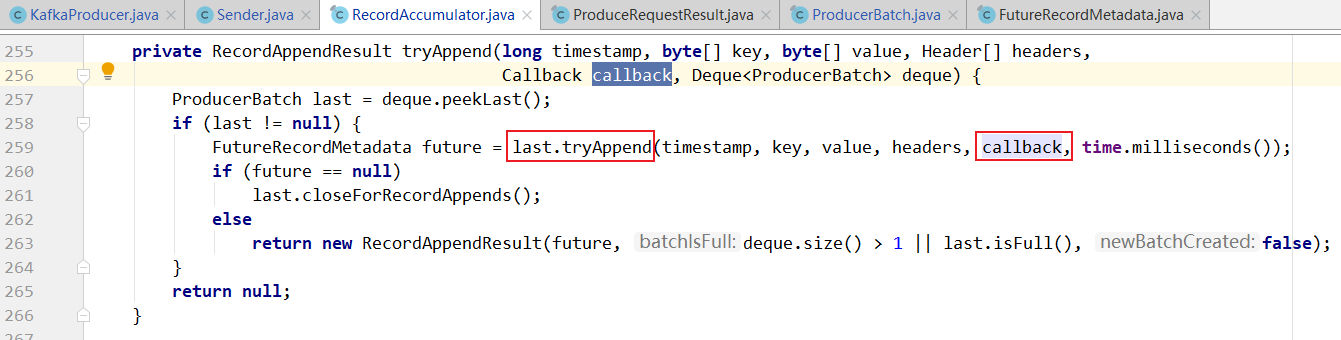 KafkaProducer.java × Sender.java × RecordAccumulator.java × ProduceRequestResult.java × ProducerBatch.java × FutureRecordMetadata.java ×
255 private RecordAppendResult tryAppend(long timestamp, byte[] key, byte[] value, Header[] headers,
256 Callback callback, Deque<ProducerBatch> deque) {
257 ProducerBatch last = deque.peekLast();
258 if (last != null) {
259 FutureRecordMetadata future = last.tryAppend(timestamp, key, value, headers, callback, time.milliseconds());
260 if (future == null)
261 last.closeForRecordAppends();
262 else
263 return new RecordAppendResult(future, batchIsFull: deque.size() > 1 || last.isFull(), newBatchCreated: false);
264 }
265 return null;
266 }
267